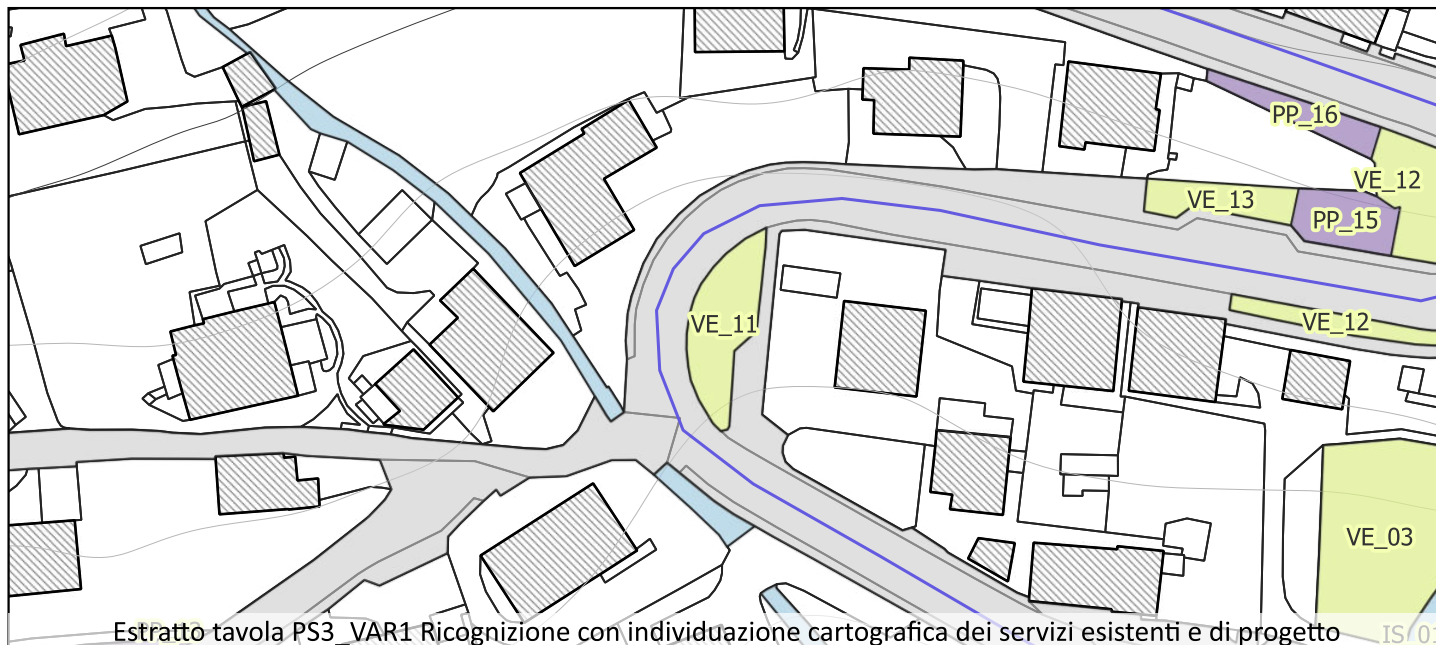 PP_16
VE_12
VE_13
PP_15
VE_11
VE_12
VE_03
Estratto tavola PS3_VAR1 Ricognizione con individuazione cartografica dei servizi esistenti e di progetto
IS_01